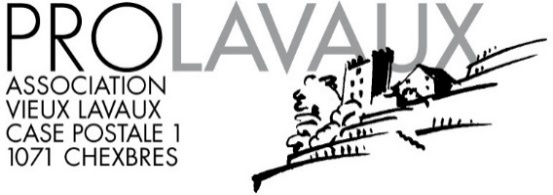 PROLAVAUX
ASSOCIATION
VIEUX LAVAUX
CASE POSTALE 1
1071 CHEXBRES